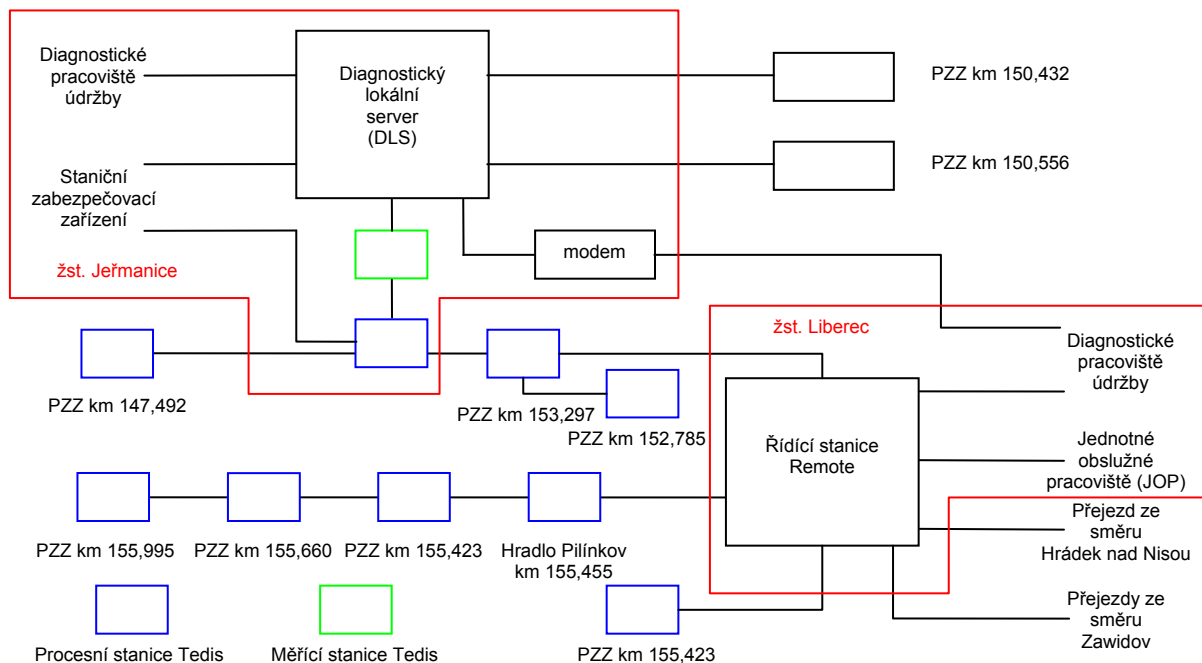 Diagnostické
pracoviště
údržby
Diagnostický
lokální
server
(DLS)
PZZ km 150,432
PZZ km 150,556
Staniční
zabezpečovací
zařízení
modem
žst. Jeřmanice
žst. Liberec
Diagnostické
pracoviště
údržby
PZZ km 147,492
PZZ km 153,297
PZZ km 152,785
Řídící stanice
Remote
Jednotné
obslužné
pracoviště (JOP)
PZZ km 155,995
PZZ km 155,660
PZZ km 155,423
Hradlo Pilínkov
km 155,455
Přejezd ze
směru
Hrádek nad Nisou
Přejezdy ze
směru
Zawidov
Procesní stanice Tedis
Měřící stanice Tedis
PZZ km 155,423